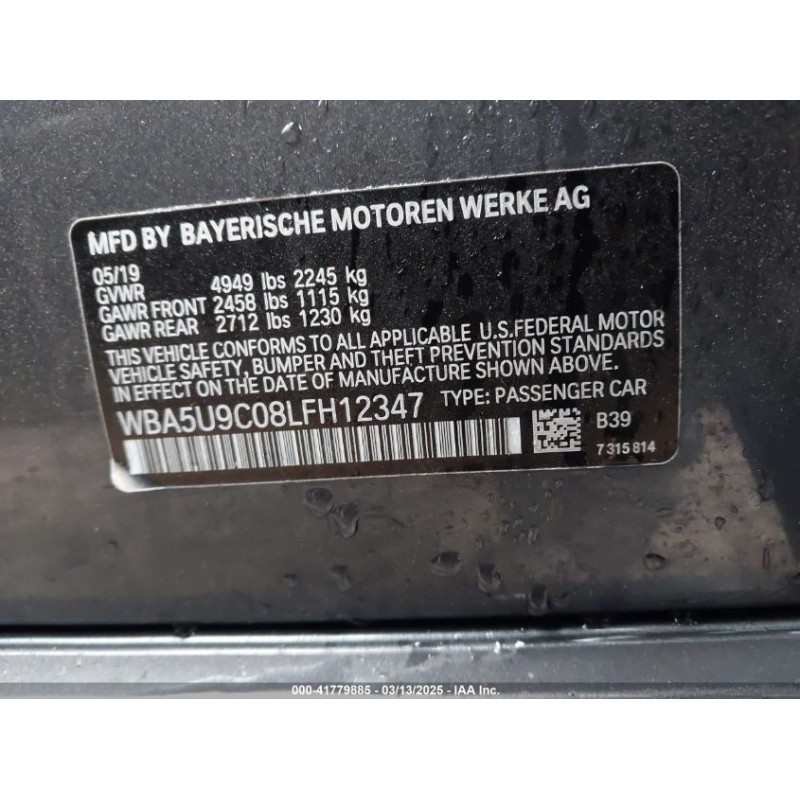 MFD BY BAYERISCHE MOTOREN WERKE AG
05/19
GVWR 4949 lbs 2245 kg
GAWR FRONT 2458 lbs 1115 kg
GAWR REAR 2712 lbs 1230 kg
THIS VEHICLE CONFORMS TO ALL APPLICABLE U.S.FEDERAL MOTOR
VEHICLE SAFETY, BUMPER AND THEFT PREVENTION STANDARDS
IN EFFECT ON THE DATE OF MANUFACTURE SHOWN ABOVE.
WBA5U9C08LFH12347 TYPE: PASSENGER CAR
B39
7315814
000-41779885 - 03/13/2025 - IAA Inc.